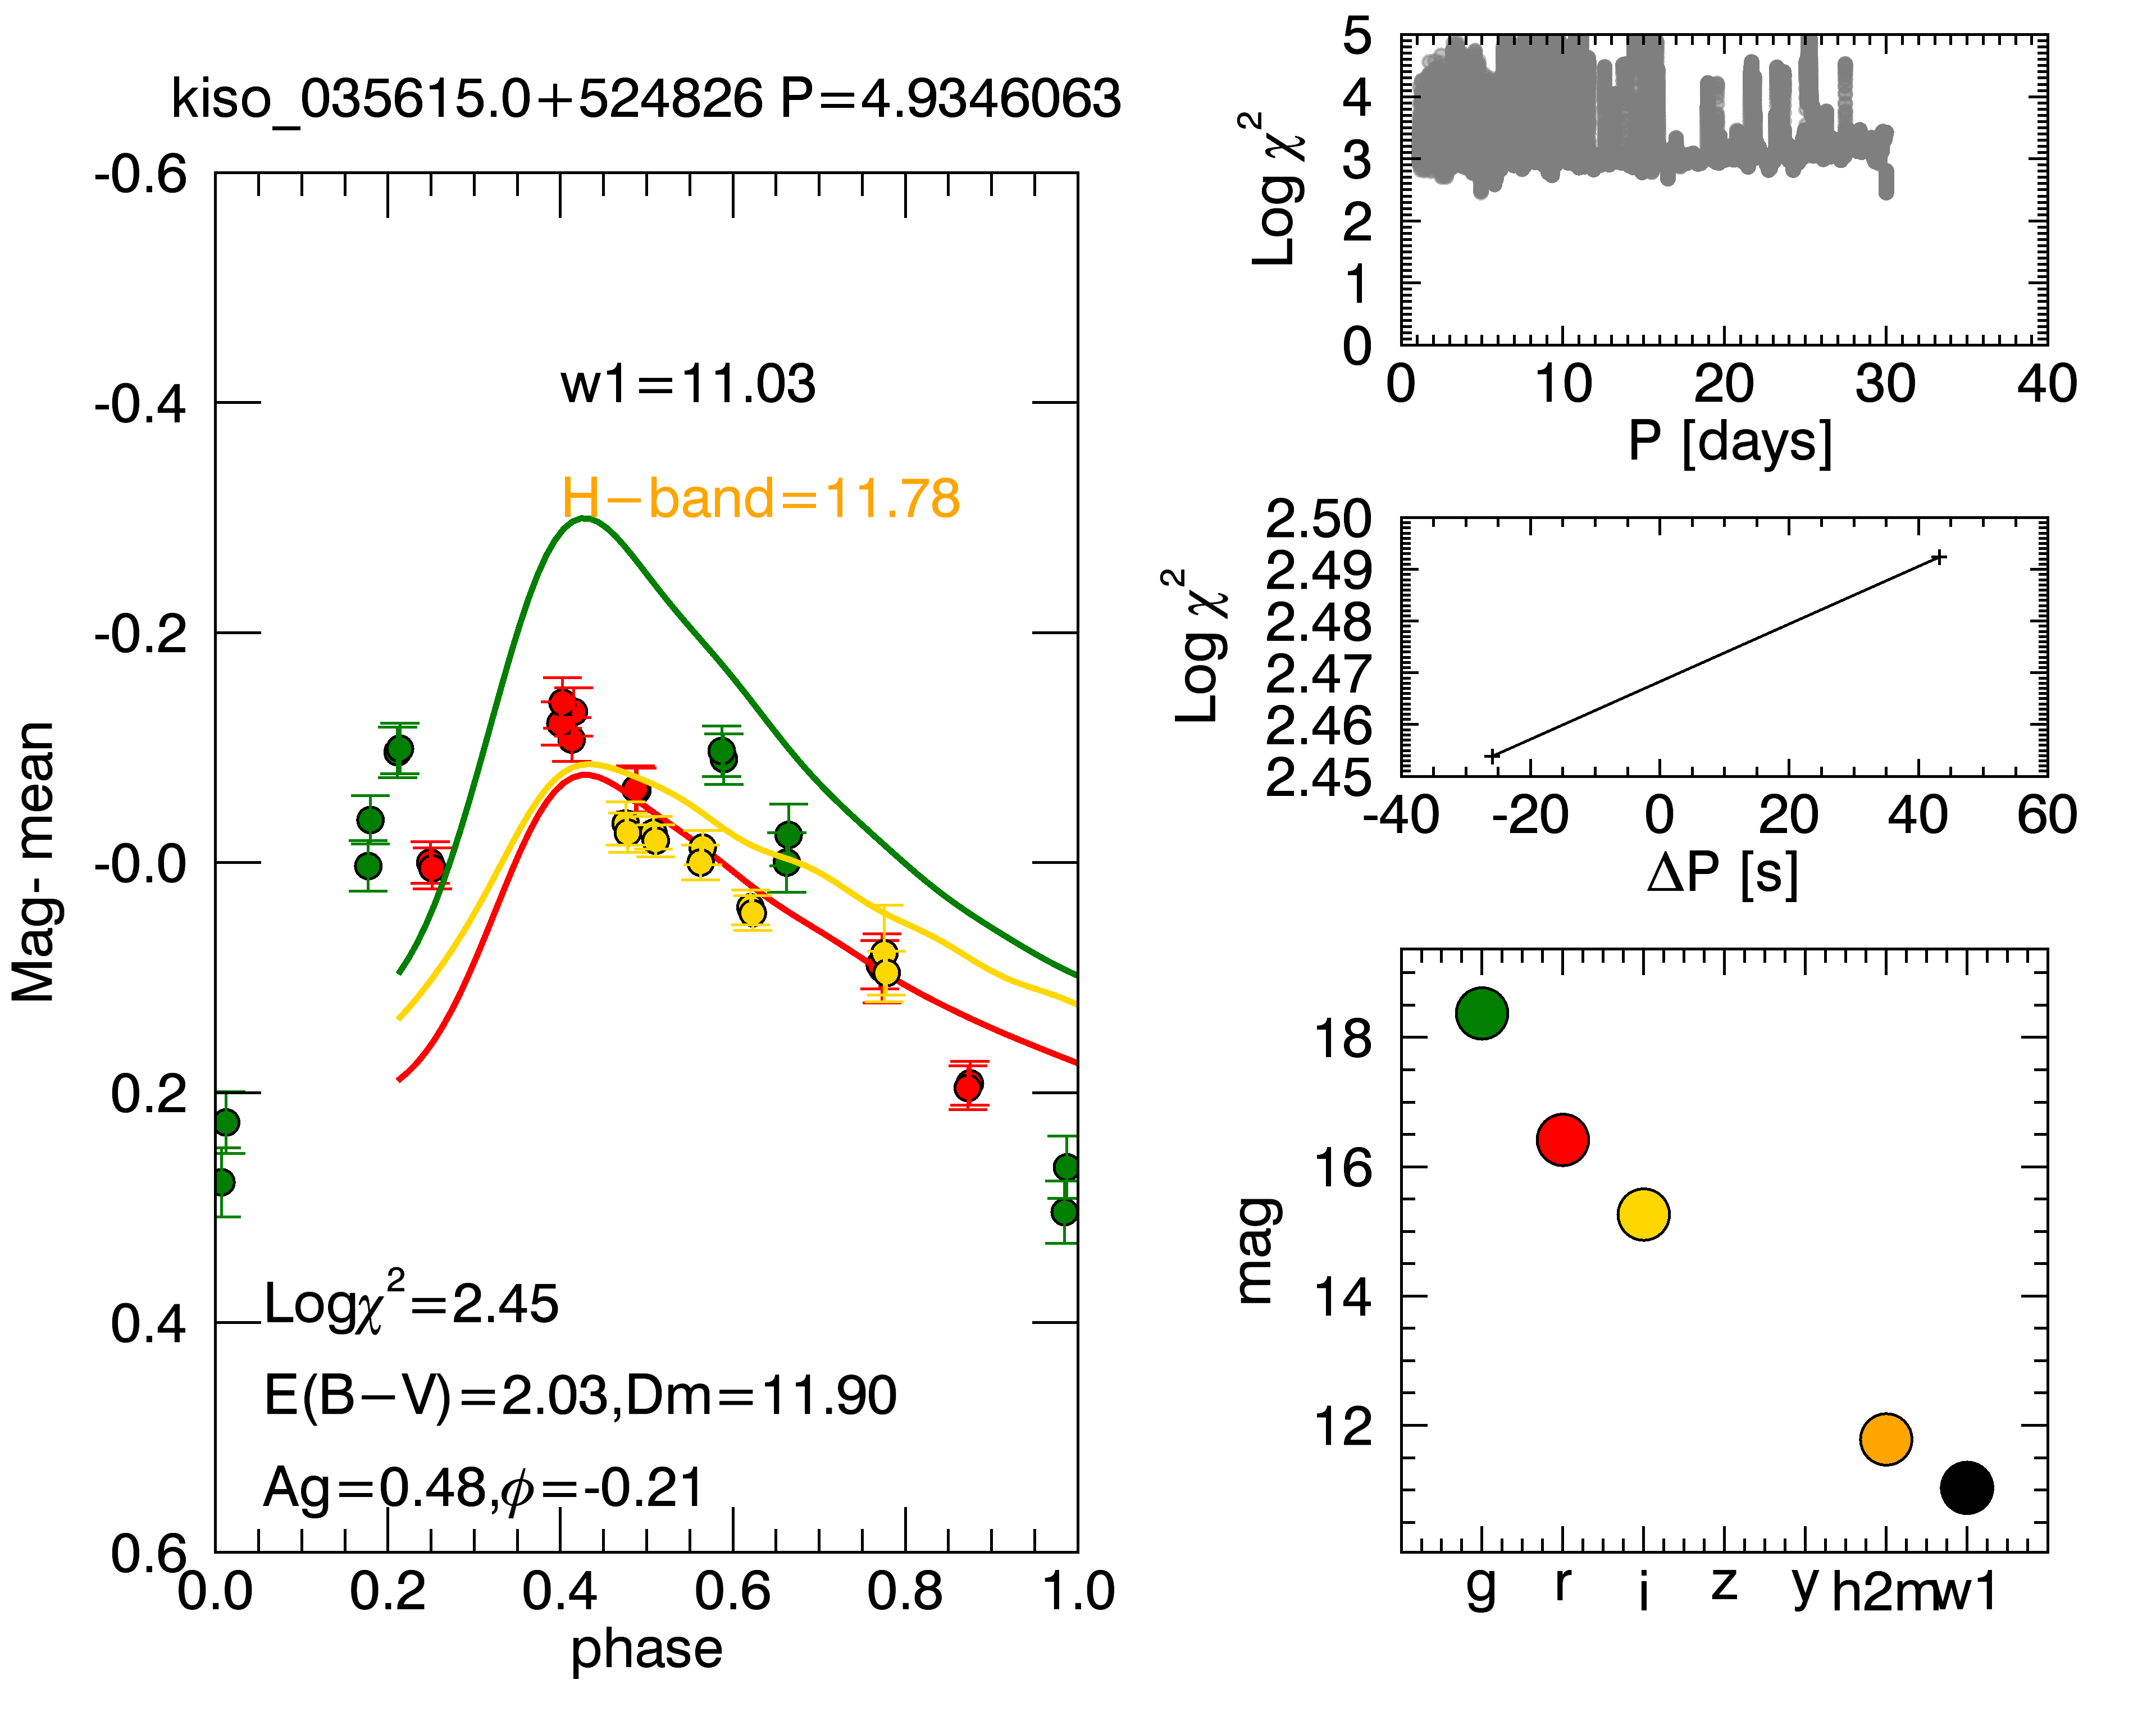 kiso_035615.0+524826 P=4.9346063
-0.6
-0.4
-0.2
-0.0
0.2
0.4
0.6
Mag- mean
w1=11.03
H-band=11.78
Logχ²=2.45
E(B-V)=2.03,Dm=11.90
Ag=0.48,ϕ=-0.21
0.0 0.2 0.4 0.6 0.8 1.0
phase
5
4
3
2
1
0
Log χ²
0 10 20 30 40
P [days]
2.50
2.49
2.48
2.47
2.46
2.45
Log χ²
-40 -20 0 20 40 60
ΔP [s]
18
16
14
12
mag
g r i z y h2m w1